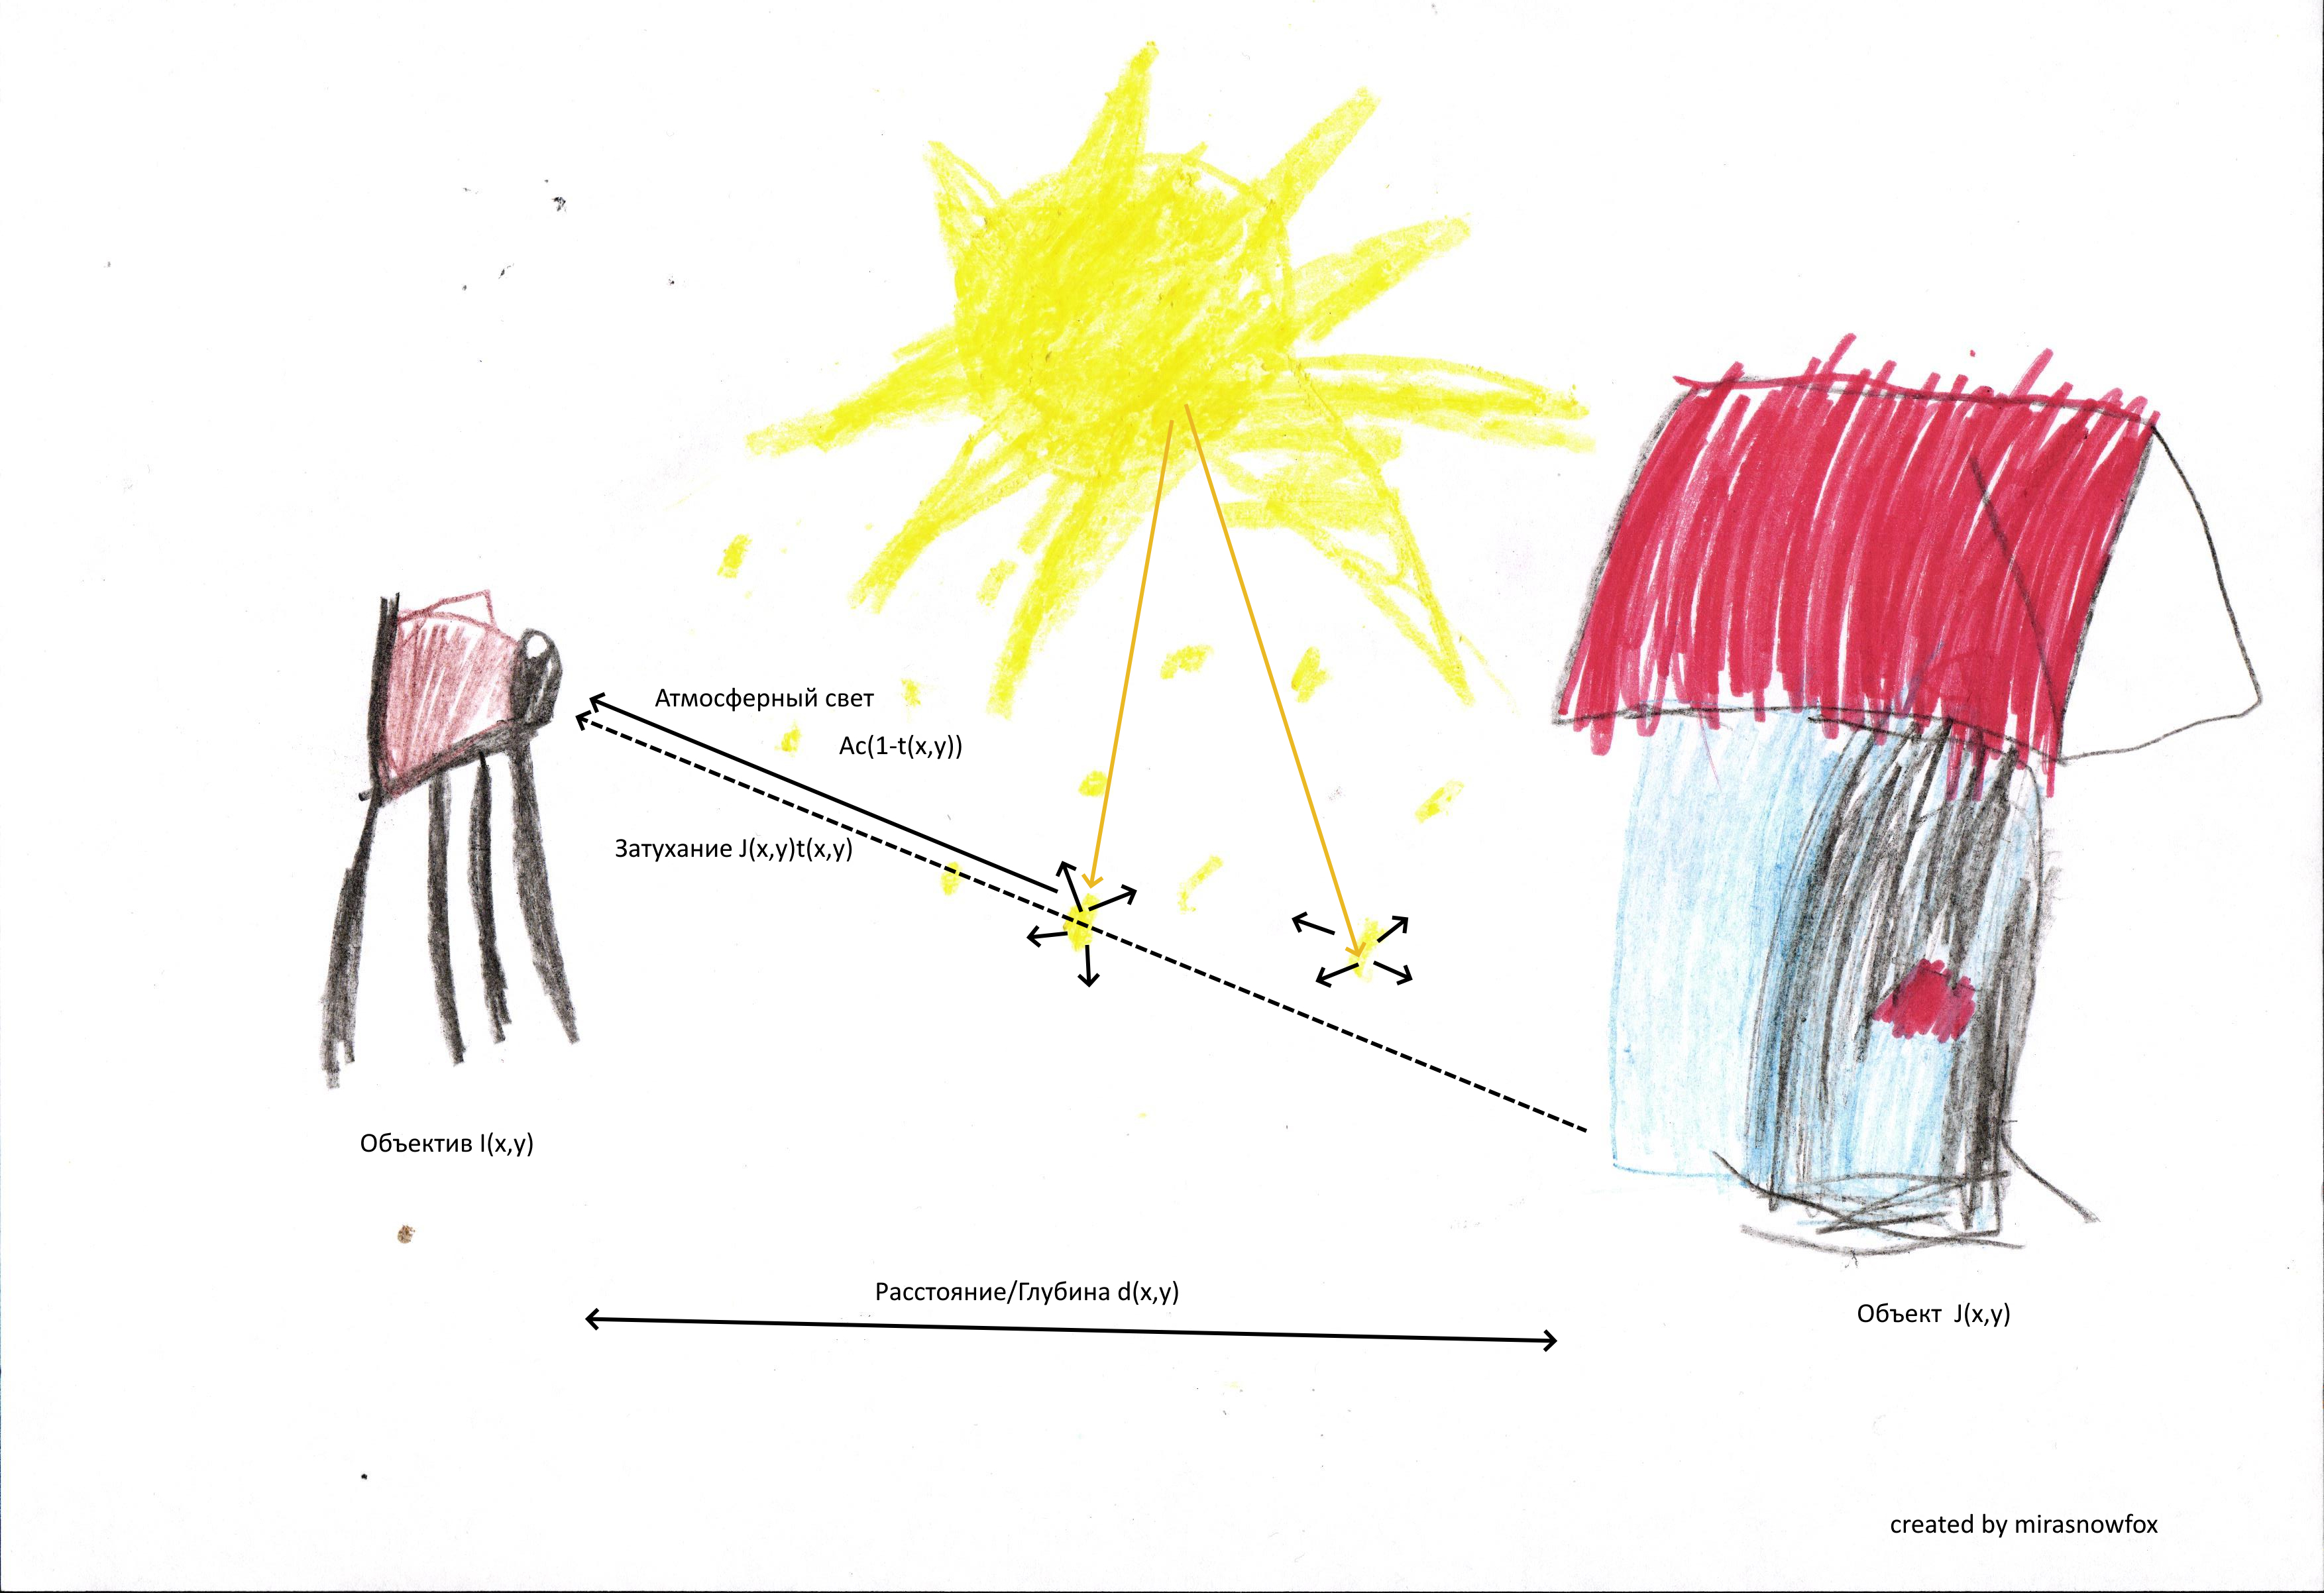 Атмосферный свет
Ac(1-t(x,y))
Затухание J(x,y)t(x,y)
Объектив I(x,y)
Расстояние/Глубина d(x,y)
Объект  J(x,y)
created by mirasnowfox